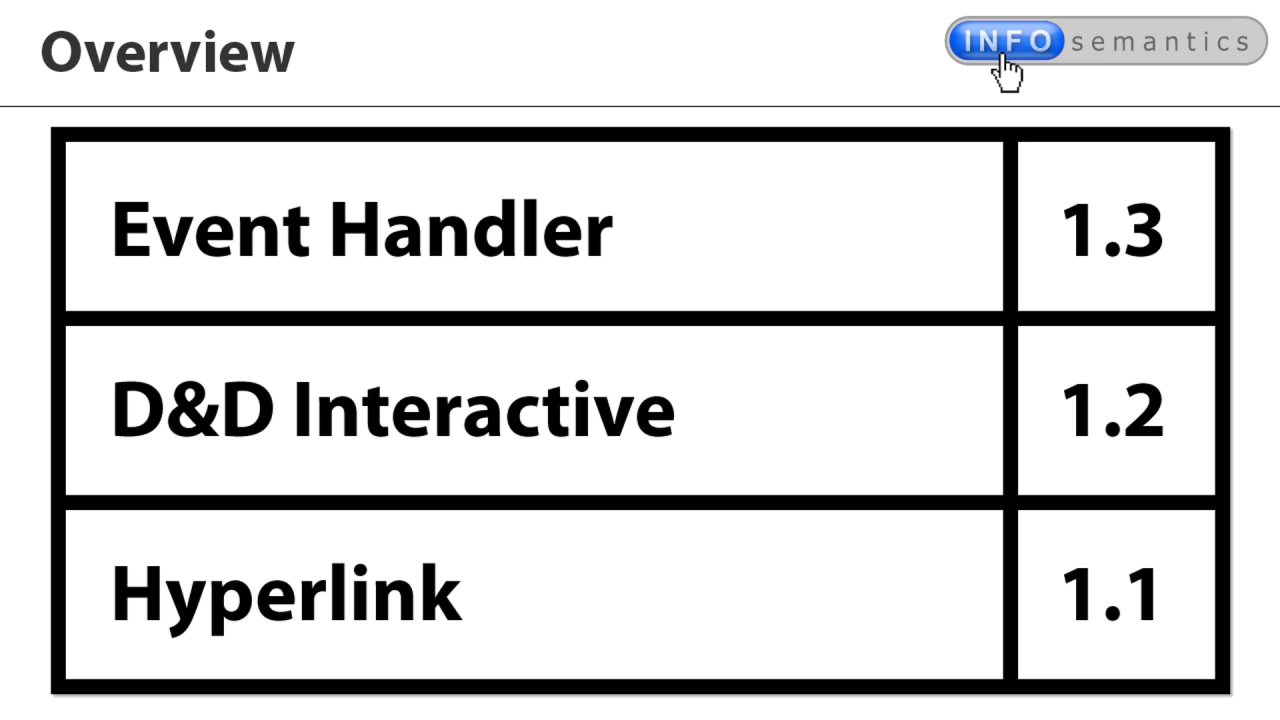 Overview
INFO semantics
Event Handler 1.3
D&D Interactive 1.2
Hyperlink 1.1